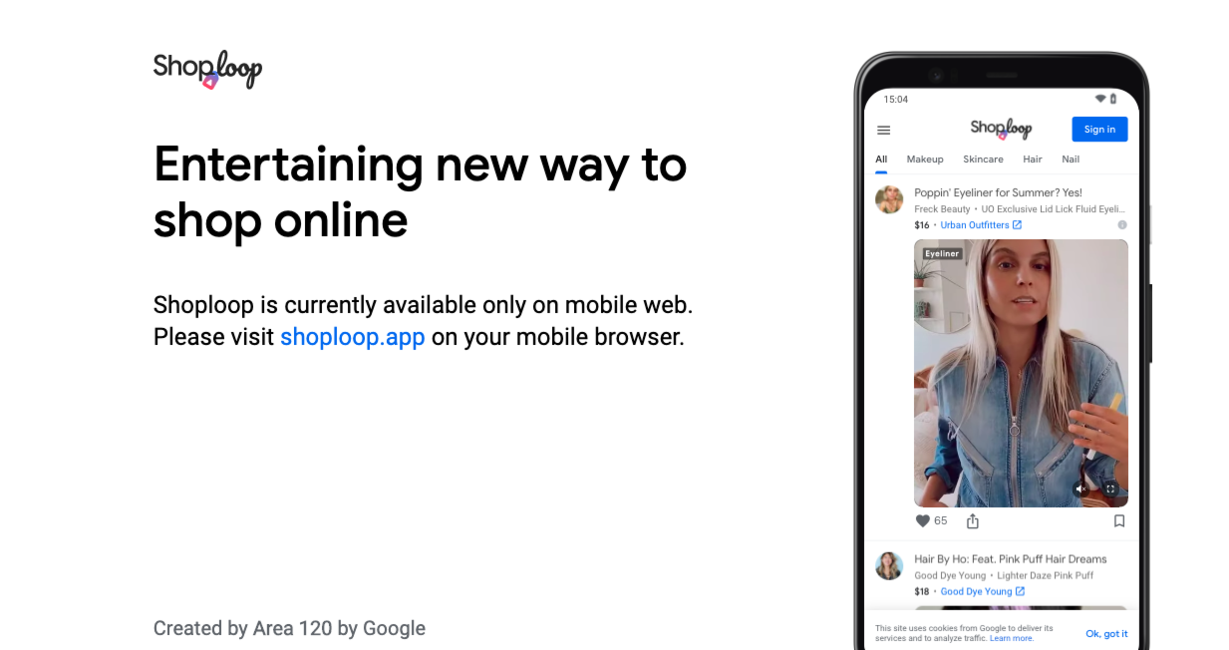 Shoploop
Entertaining new way to
shop online
Shoploop is currently available only on mobile web.
Please visit shoploop.app on your mobile browser.
Created by Area 120 by Google
15:04
Shoploop
Sign in
All Makeup Skincare Hair Nail
Poppin' Eyeliner for Summer? Yes!
Freck Beauty • UO Exclusive Lid Lick Fluid Eyeli...
$16 • Urban Outfitters
Eyeliner
65
Hair By Ho: Feat. Pink Puff Hair Dreams
Good Dye Young • Lighter Daze Pink Puff
$18 • Good Dye Young
This site uses cookies from Google to deliver its
services and to analyze traffic. Learn more.
Ok, got it